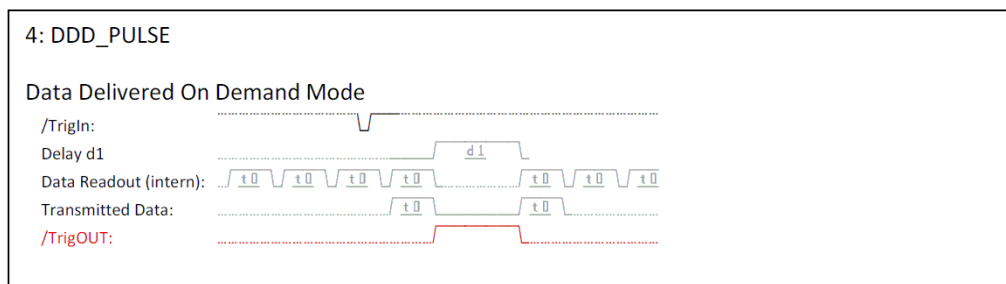 4: DDD_PULSE
Data Delivered On Demand Mode
/TrigIn:
Delay d1 d1
Data Readout (intern): t0 t0 t0 t0 t0 t0 t0
Transmitted Data: t0 t0
/TrigOUT: